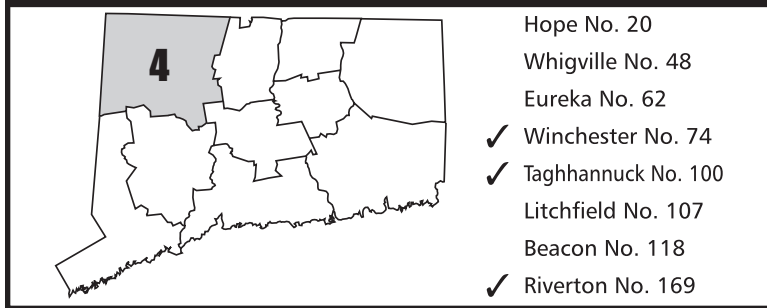 4
Hope No. 20
Whigville No. 48
Eureka No. 62
✓ Winchester No. 74
✓ Taghhannuck No. 100
Litchfield No. 107
Beacon No. 118
✓ Riverton No. 169